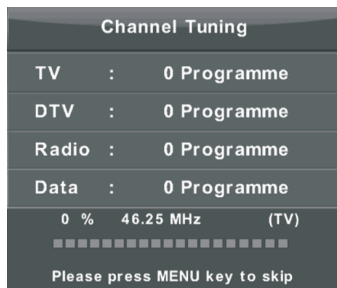 Channel Tuning
TV : 0 Programme
DTV : 0 Programme
Radio : 0 Programme
Data : 0 Programme
0 % 46.25 MHz (TV)
Please press MENU key to skip